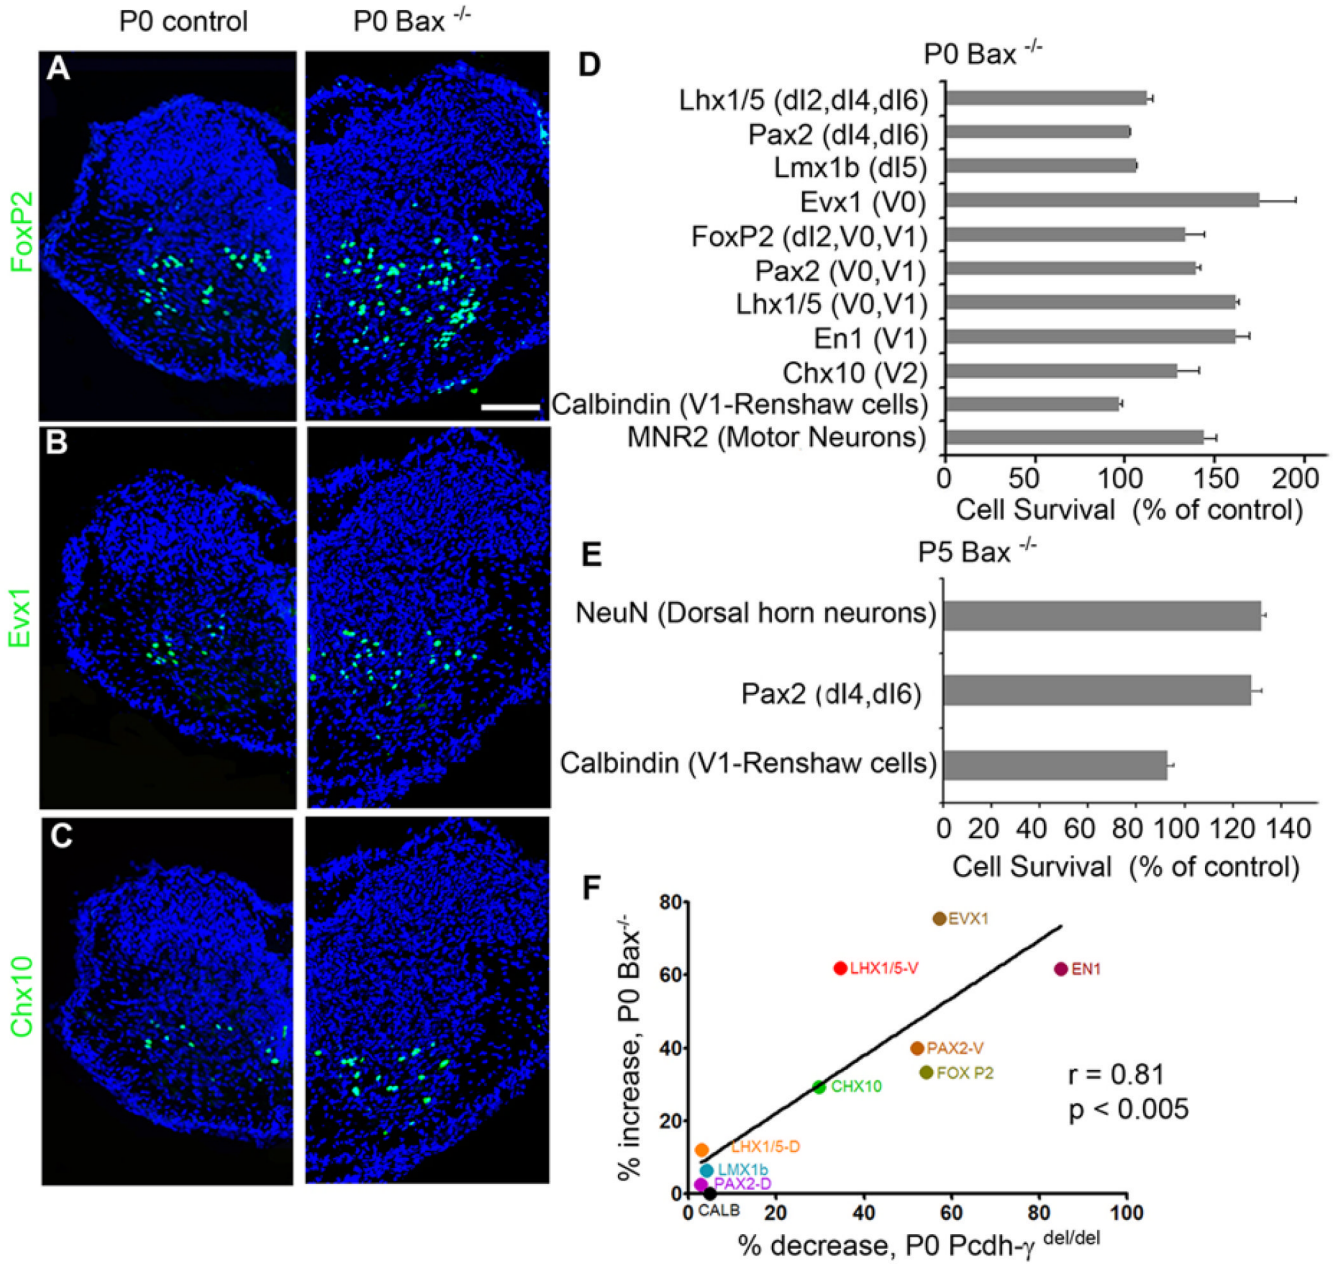 P0 control
P0 Bax -/-
A
FoxP2
B
Evx1
C
Chx10
D
P0 Bax -/-
Lhx1/5 (dI2,dI4,dI6)
Pax2 (dI4,dI6)
Lmx1b (dI5)
Evx1 (V0)
FoxP2 (dI2,V0,V1)
Pax2 (V0,V1)
Lhx1/5 (V0,V1)
En1 (V1)
Chx10 (V2)
Calbindin (V1-Renshaw cells)
MNR2 (Motor Neurons)
0 50 100 150 200
Cell Survival (% of control)
E
P5 Bax -/-
NeuN (Dorsal horn neurons)
Pax2 (dI4,dI6)
Calbindin (V1-Renshaw cells)
0 20 40 60 80 100 120 140
Cell Survival (% of control)
F
% increase, P0 Bax-/-
80
60
40
20
0
EVX1
LHX1/5-V
EN1
PAX2-V
FOX P2
CHX10
LHX1/5-D
LMX1b
PAX2-D
CALB
r = 0.81
p < 0.005
0 20 40 60 80 100
% decrease, P0 Pcdh-γ del/del